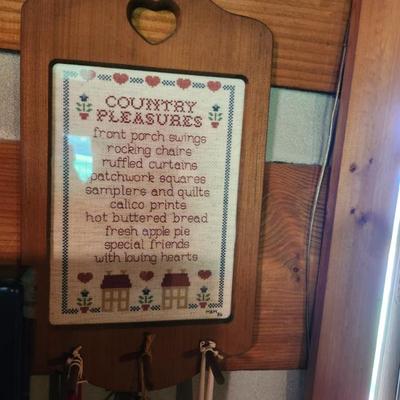 COUNTRY
PLEASURES
front porch swings
rocking chairs
ruffled curtains
patchwork squares
samplers and quilts
calico prints
hot buttered bread
fresh apple pie
special friends
with loving hearts